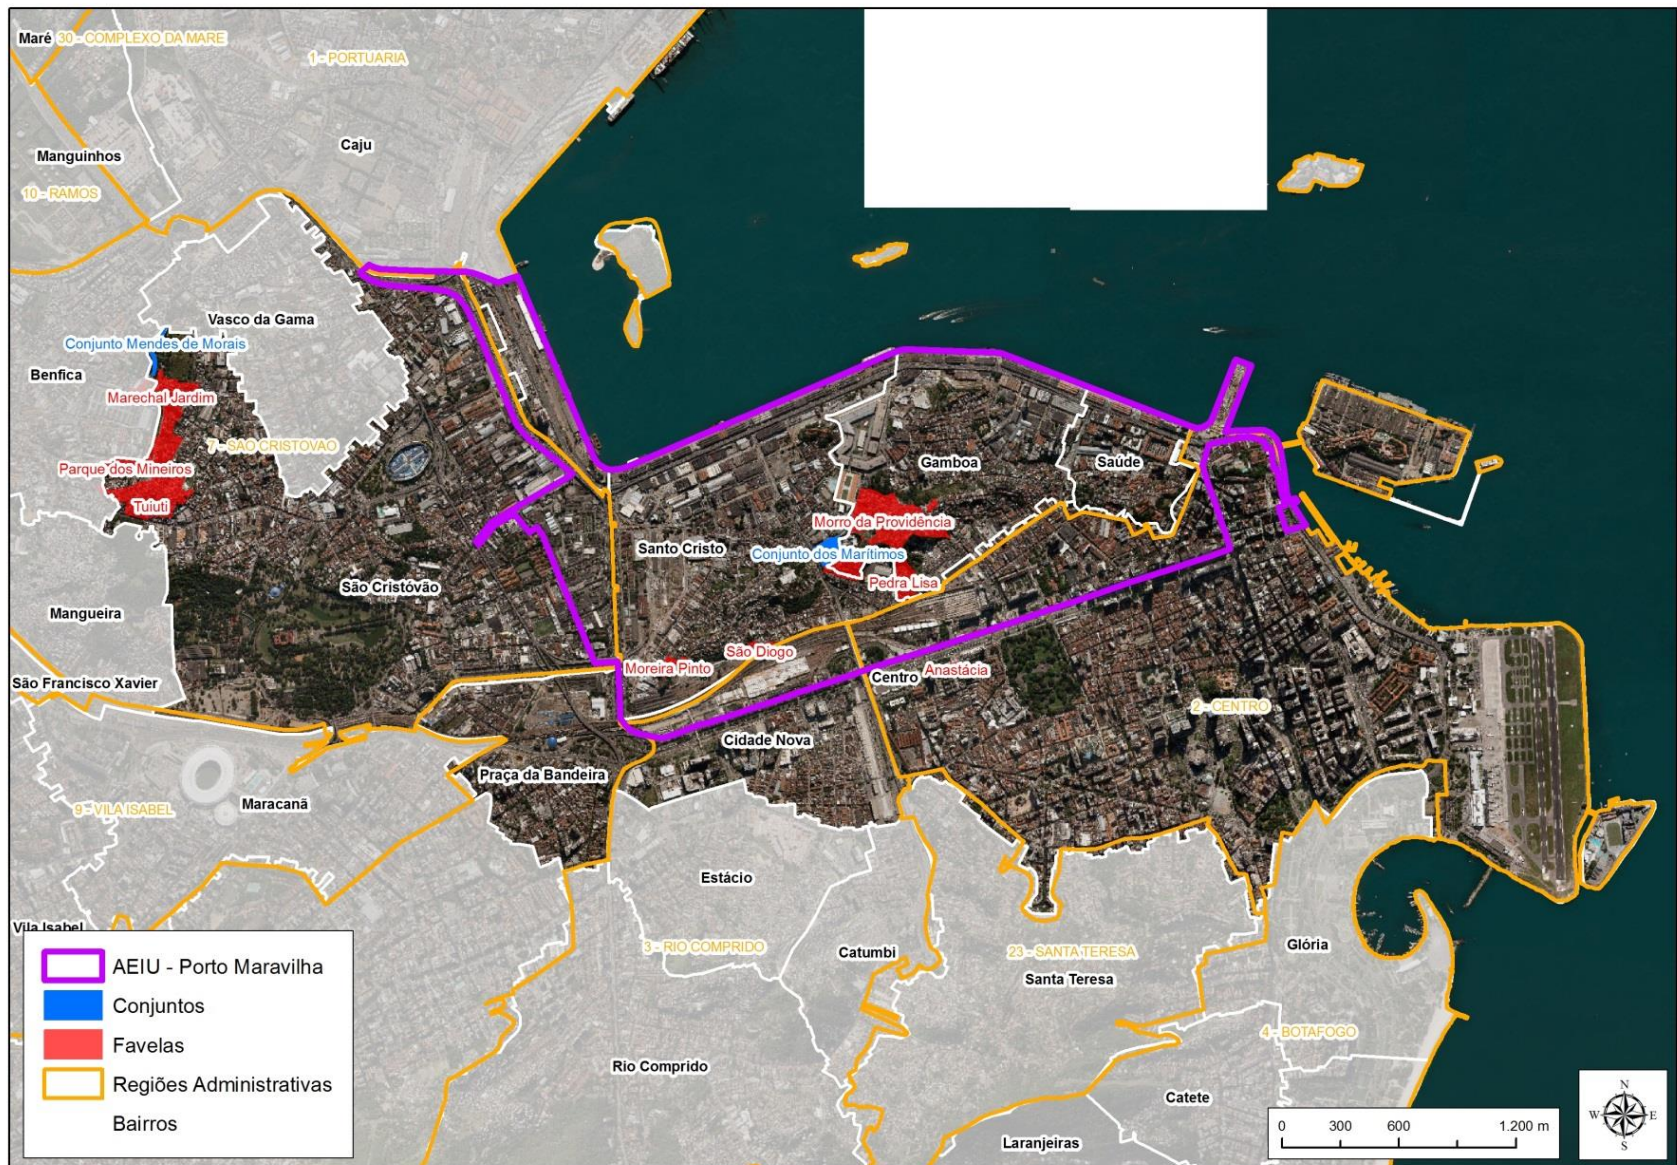 Maré
30 - COMPLEXO DA MARE
1 - PORTUARIA
Caju
Manguinhos
10 - RAMOS
Vasco da Gama
Conjunto Mendes de Morais
Benfica
Marechal Jardim
7 - SAO CRISTOVAO
Parque dos Mineiros
Tuiuti
Gamboa
Saúde
Morro da Providência
Santo Cristo
Conjunto dos Marítimos
Pedra Lisa
São Cristóvão
Mangueira
São Diogo
Moreira Pinto
São Francisco Xavier
Centro
Anastácia
2 - CENTRO
Cidade Nova
Praça da Bandeira
Maracanã
9 - VILA ISABEL
Estácio
Vila Isabel
3 - RIO COMPRIDO
Catumbi
23 - SANTA TERESA
Santa Teresa
Glória
4 - BOTAFOGO
Rio Comprido
Catete
Laranjeiras
AEIU - Porto Maravilha
Conjuntos
Favelas
Regiões Administrativas
Bairros
0 300 600 1.200 m
N
W E
S